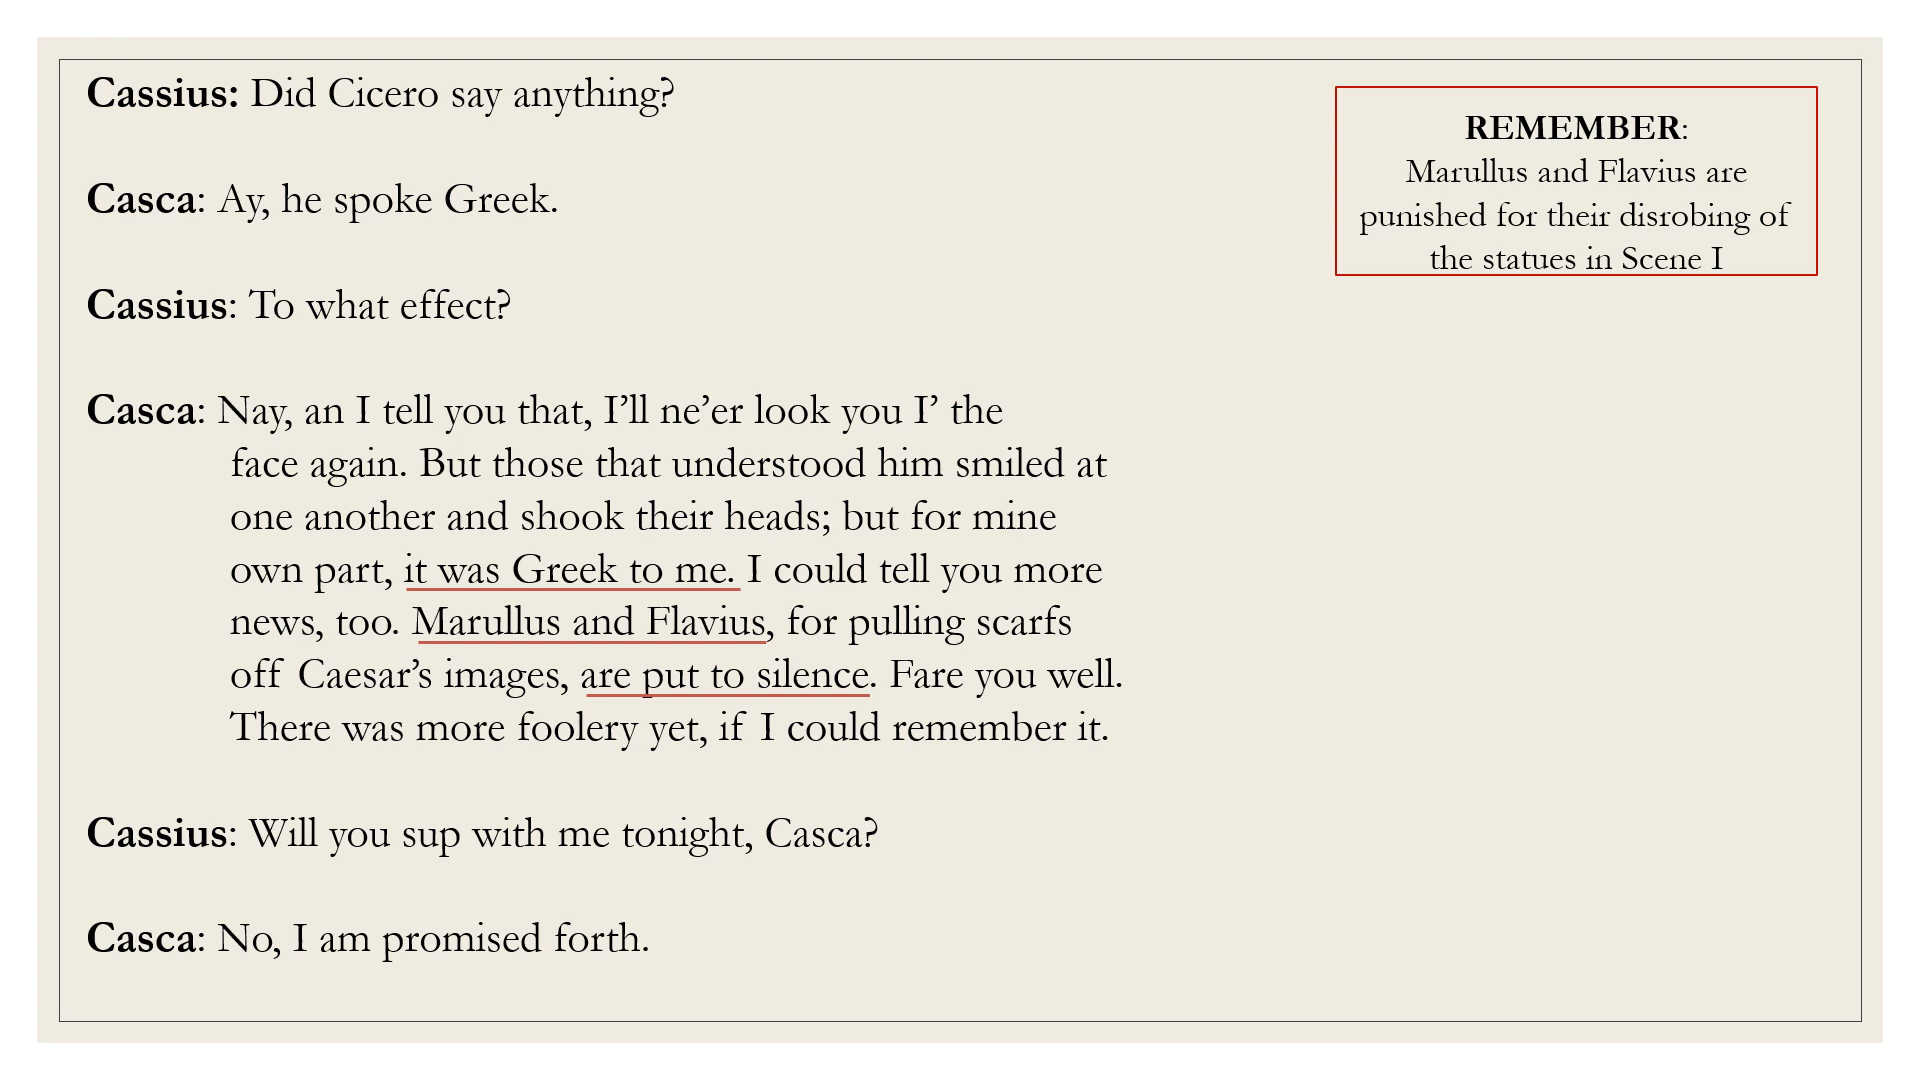 Cassius: Did Cicero say anything?
Casca: Ay, he spoke Greek.
Cassius: To what effect?
Casca: Nay, an I tell you that, I’ll ne’er look you I’ the
face again. But those that understood him smiled at
one another and shook their heads; but for mine
own part, it was Greek to me. I could tell you more
news, too. Marullus and Flavius, for pulling scarfs
off Caesar’s images, are put to silence. Fare you well.
There was more foolery yet, if I could remember it.
Cassius: Will you sup with me tonight, Casca?
Casca: No, I am promised forth.
REMEMBER:
Marullus and Flavius are
punished for their disrobing of
the statues in Scene I